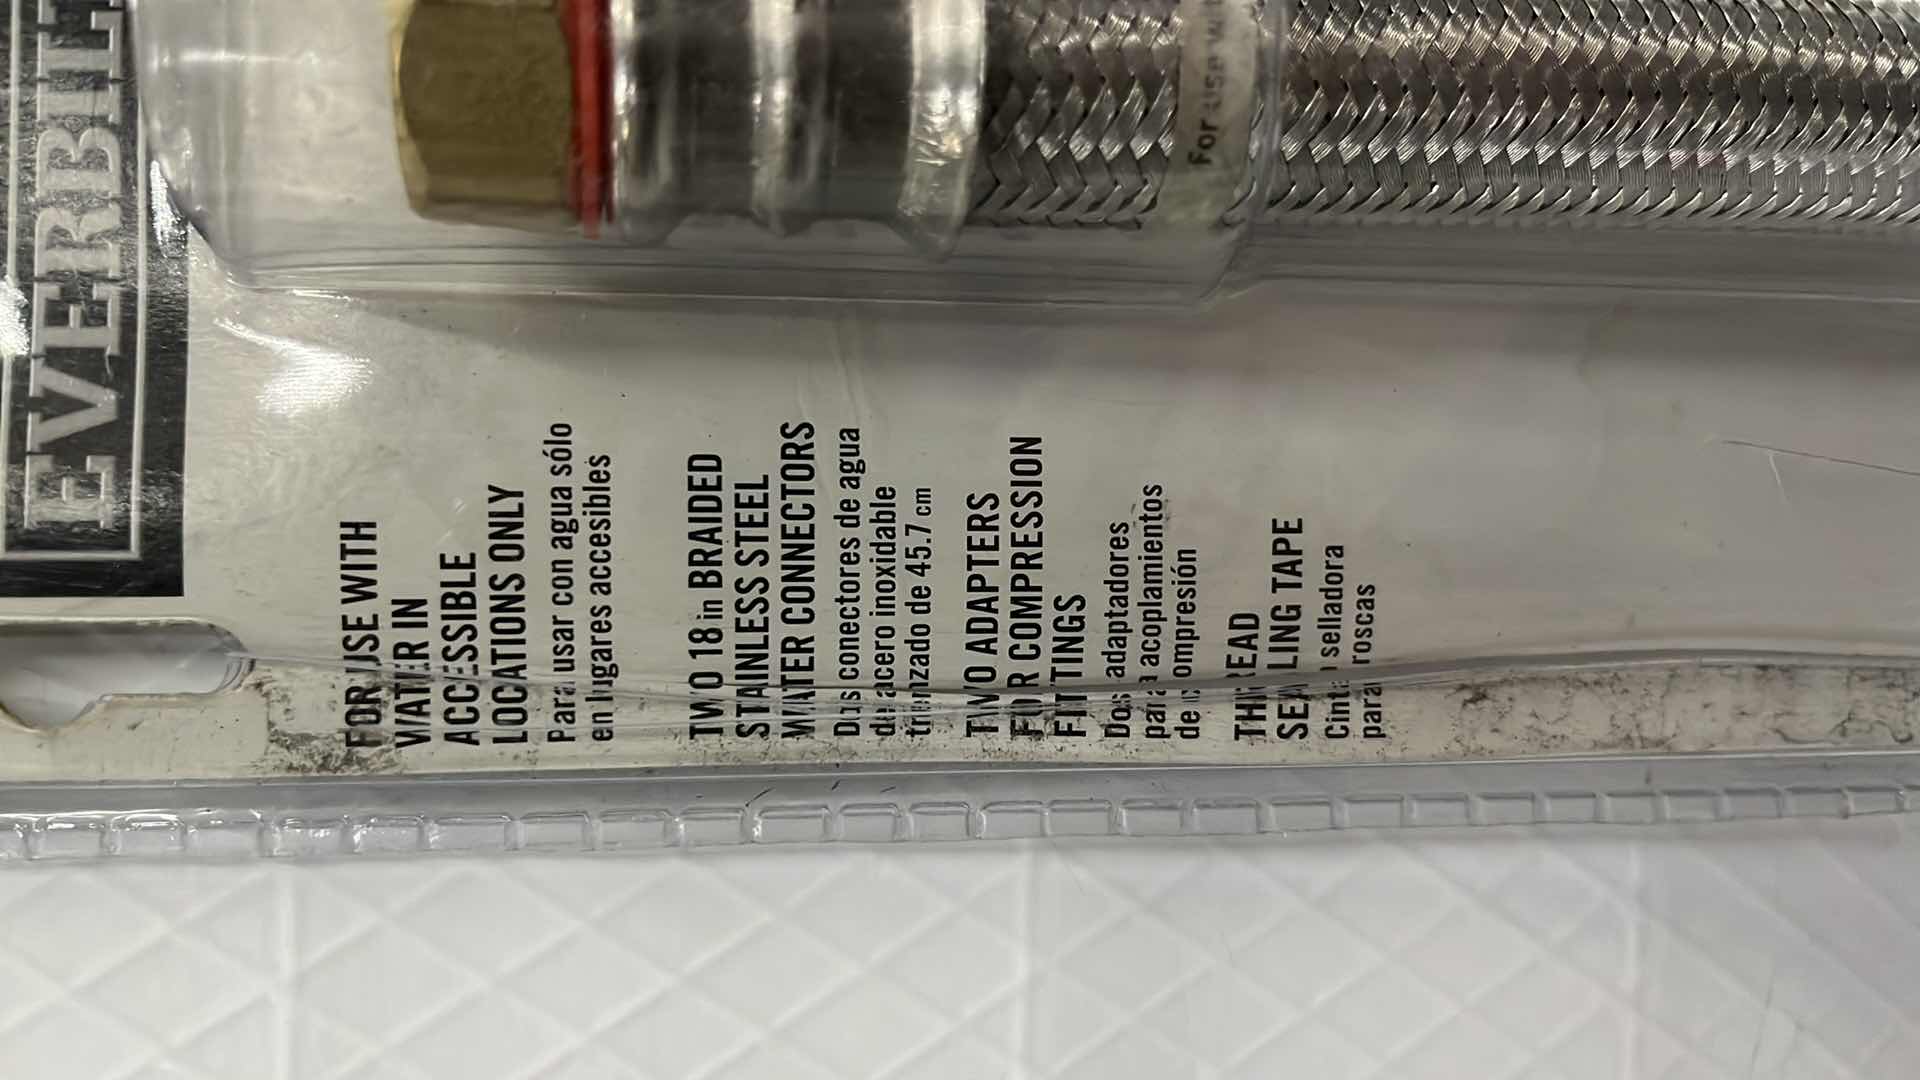 EVERBILT
For use wit
FOR USE WITH
WATER IN
ACCESSIBLE
LOCATIONS ONLY
Para usar con agua sólo
en lugares accesibles
TWO 18 in BRAIDED
STAINLESS STEEL
WATER CONNECTORS
Dos conectores de agua
de acero inoxidable
trenzado de 45.7 cm
TWO ADAPTERS
FOR COMPRESSION
FITTINGS
Dos adaptadores
para acoplamientos
de compresión
THREAD
SEALING TAPE
Cinta selladora
para roscas